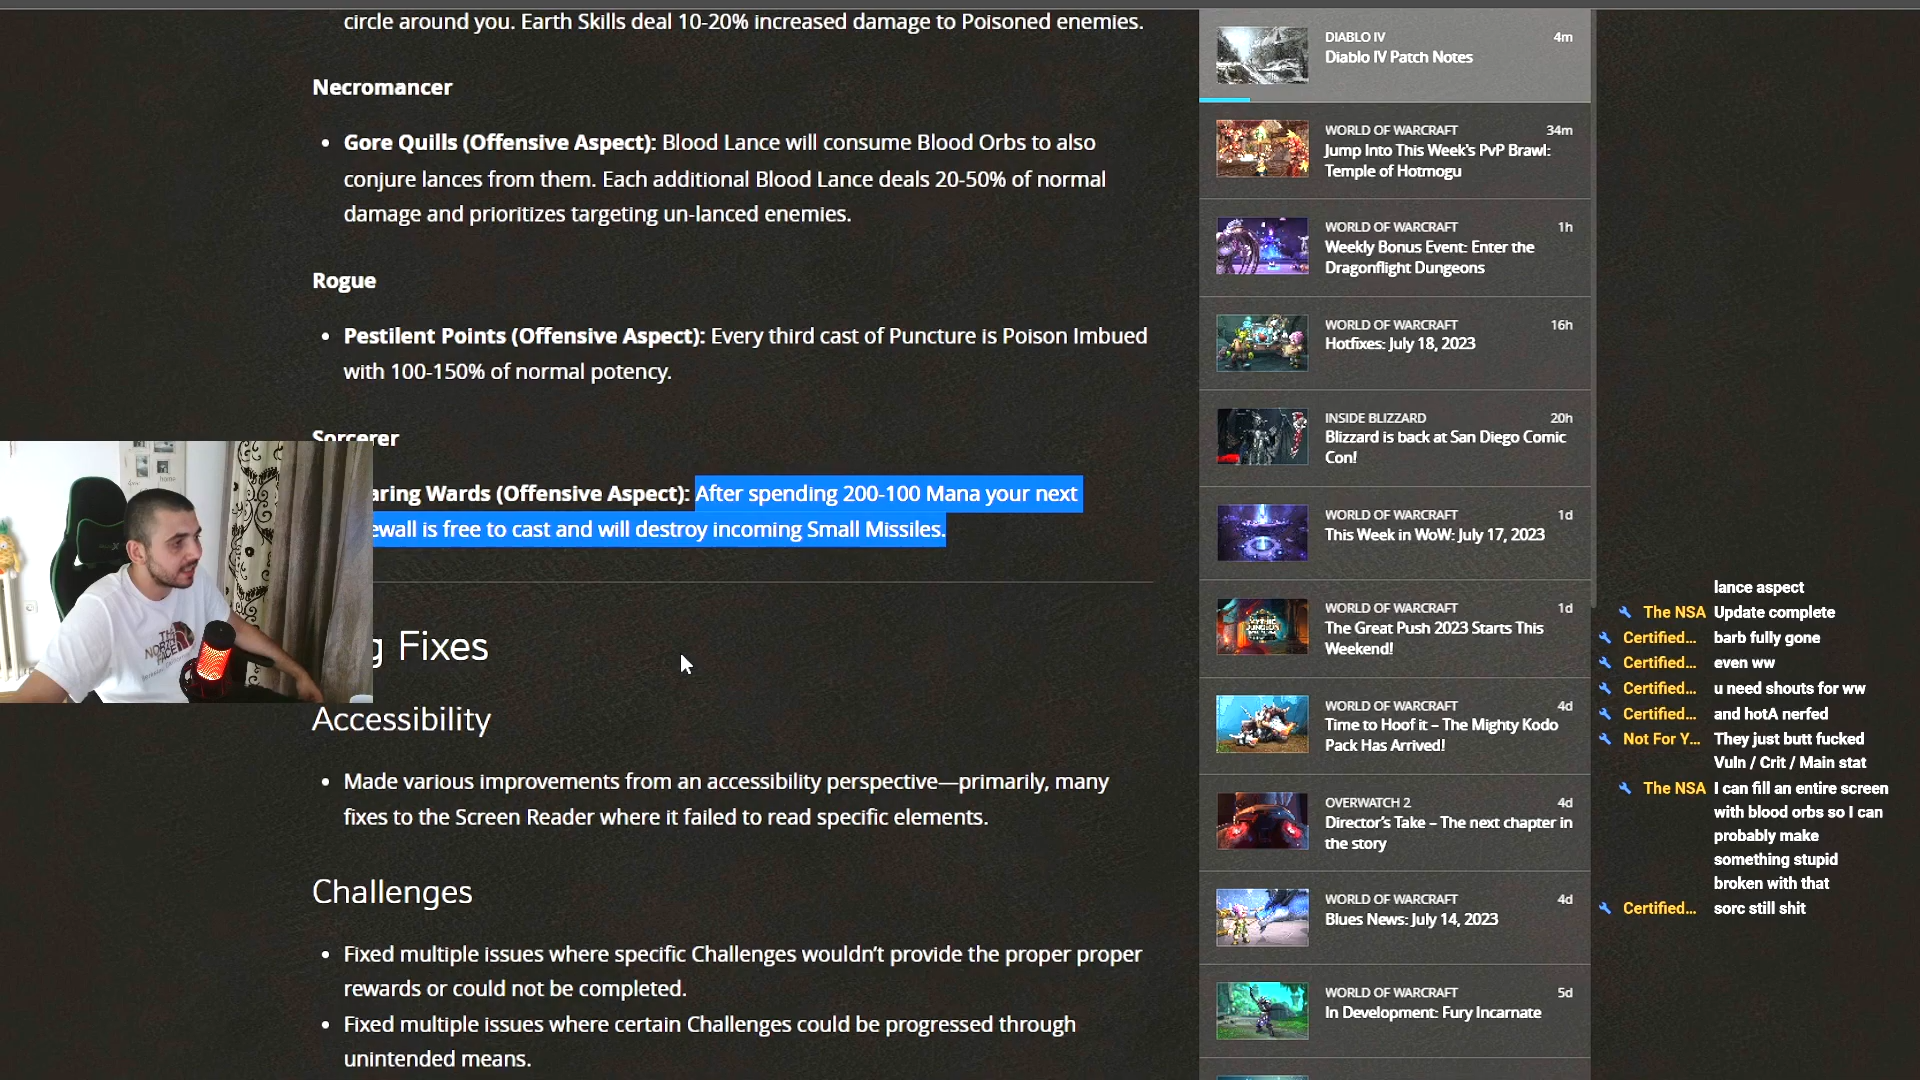 circle around you. Earth Skills deal 10-20% increased damage to Poisoned enemies.
Necromancer
• Gore Quills (Offensive Aspect): Blood Lance will consume Blood Orbs to also
conjure lances from them. Each additional Blood Lance deals 20-50% of normal
damage and prioritizes targeting un-lanced enemies.
Rogue
• Pestilent Points (Offensive Aspect): Every third cast of Puncture is Poison Imbued
with 100-150% of normal potency.
Sorcerer
aring Wards (Offensive Aspect): After spending 200-100 Mana your next
ewall is free to cast and will destroy incoming Small Missiles.
g Fixes
Accessibility
• Made various improvements from an accessibility perspective—primarily, many
fixes to the Screen Reader where it failed to read specific elements.
Challenges
• Fixed multiple issues where specific Challenges wouldn't provide the proper proper
rewards or could not be completed.
• Fixed multiple issues where certain Challenges could be progressed through
unintended means.
DIABLO IV 4m
Diablo IV Patch Notes
WORLD OF WARCRAFT 34m
Jump Into This Week's PvP Brawl:
Temple of Hotmogu
WORLD OF WARCRAFT 1h
Weekly Bonus Event: Enter the
Dragonflight Dungeons
WORLD OF WARCRAFT 16h
Hotfixes: July 18, 2023
INSIDE BLIZZARD 20h
Blizzard is back at San Diego Comic
Con!
WORLD OF WARCRAFT 1d
This Week in WoW: July 17, 2023
WORLD OF WARCRAFT 1d
The Great Push 2023 Starts This
Weekend!
WORLD OF WARCRAFT 4d
Time to Hoof it – The Mighty Kodo
Pack Has Arrived!
OVERWATCH 2 4d
Director's Take – The next chapter in
the story
WORLD OF WARCRAFT 4d
Blues News: July 14, 2023
WORLD OF WARCRAFT 5d
In Development: Fury Incarnate
lance aspect
The NSA Update complete
Certified... barb fully gone
Certified... even ww
Certified... u need shouts for ww
Certified... and hotA nerfed
Not For Y... They just butt fucked
Vuln / Crit / Main stat
The NSA I can fill an entire screen
with blood orbs so I can
probably make
something stupid
broken with that
Certified... sorc still shit
THE
NORTH
FACE